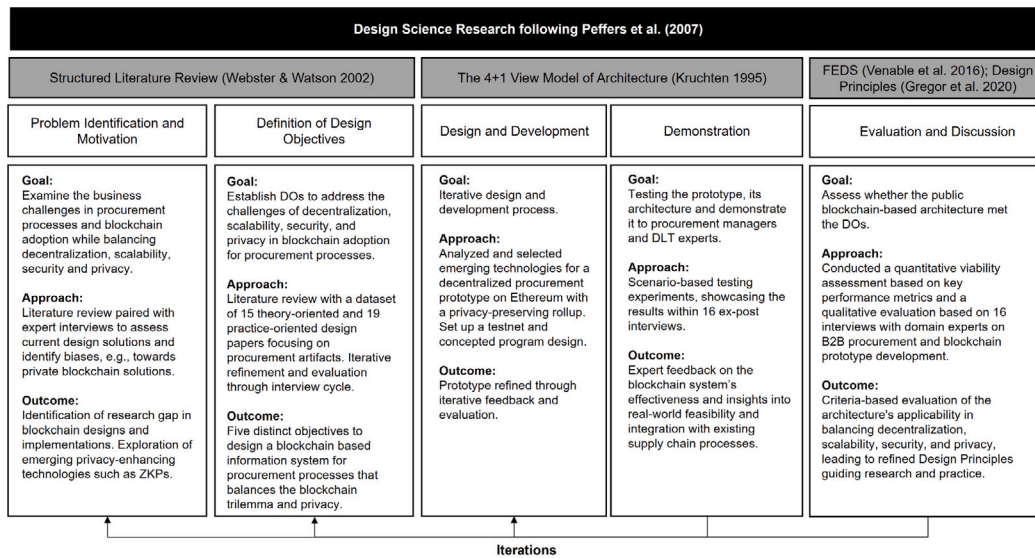 Design Science Research following Peffers et al. (2007)
Structured Literature Review (Webster & Watson 2002)
The 4+1 View Model of Architecture (Kruchten 1995)
FEDS (Venable et al. 2016); Design
Principles (Gregor et al. 2020)
Problem Identification and
Motivation
Definition of Design
Objectives
Design and Development
Demonstration
Evaluation and Discussion
Goal:
Examine the business
challenges in procurement
processes and blockchain
adoption while balancing
decentralization, scalability,
security and privacy.
Approach:
Literature review paired with
expert interviews to assess
current design solutions and
identify biases, e.g., towards
private blockchain solutions.
Outcome:
Identification of research gap in
blockchain designs and
implementations. Exploration of
emerging privacy-enhancing
technologies such as ZKPs.
Goal:
Establish DOs to address the
challenges of decentralization,
scalability, security, and
privacy in blockchain adoption
for procurement processes.
Approach:
Literature review with a dataset
of 15 theory-oriented and 19
practice-oriented design
papers focusing on
procurement artifacts. Iterative
refinement and evaluation
through interview cycle.
Outcome:
Five distinct objectives to
design a blockchain based
information system for
procurement processes that
balances the blockchain
trilemma and privacy.
Goal:
Iterative design and
development process.
Approach:
Analyzed and selected
emerging technologies for a
decentralized procurement
prototype on Ethereum with
a privacy-preserving rollup.
Set up a testnet and
concepted program design.
Outcome:
Prototype refined through
iterative feedback and
evaluation.
Goal:
Testing the prototype, its
architecture and demonstrate
it to procurement managers
and DLT experts.
Approach:
Scenario-based testing
experiments, showcasing the
results within 16 ex-post
interviews.
Outcome:
Expert feedback on the
blockchain system's
effectiveness and insights into
real-world feasibility and
integration with existing
supply chain processes.
Goal:
Assess whether the public
blockchain-based architecture met
the DOs.
Approach:
Conducted a quantitative viability
assessment based on key
performance metrics and a
qualitative evaluation based on 16
interviews with domain experts on
B2B procurement and blockchain
prototype development.
Outcome:
Criteria-based evaluation of the
architecture's applicability in
balancing decentralization,
scalability, security, and privacy,
leading to refined Design Principles
guiding research and practice.
Iterations